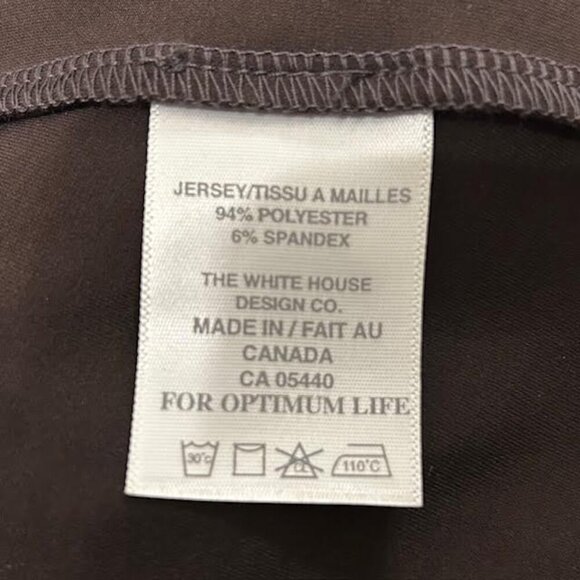 JERSEY/TISSU A MAILLES
94% POLYESTER
6% SPANDEX
THE WHITE HOUSE
DESIGN CO.
MADE IN / FAIT AU
CANADA
CA 05440
FOR OPTIMUM LIFE
30°c
110°C